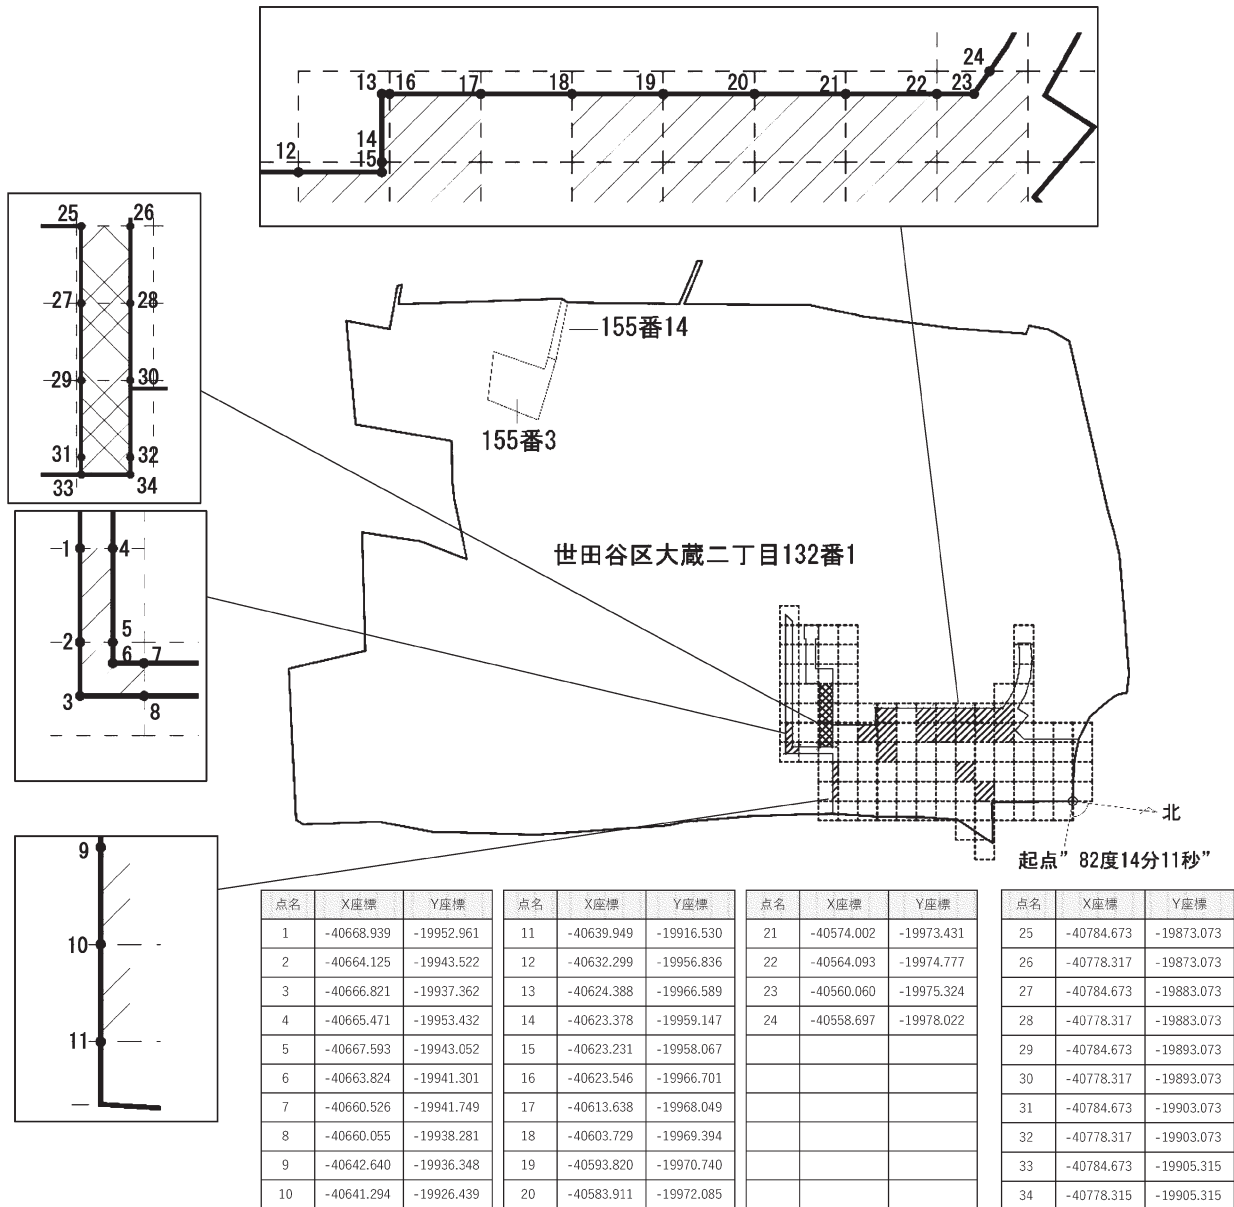 24
13 16 17 18 19 20 21 22 23
14
12 15
25 26
27 28
29 30
31 32
33 34
1 4
2 5
6 7
3 8
9
10
11
155番14
155番3
世田谷区大蔵二丁目132番1
北
起点” 82度14分11秒”
点名 X座標 Y座標
1 -40668.939 -19952.961
2 -40664.125 -19943.522
3 -40666.821 -19937.362
4 -40665.471 -19953.432
5 -40667.593 -19943.052
6 -40663.824 -19941.301
7 -40660.526 -19941.749
8 -40660.055 -19938.281
9 -40642.640 -19936.348
10 -40641.294 -19926.439
点名 X座標 Y座標
11 -40639.949 -19916.530
12 -40632.299 -19956.836
13 -40624.388 -19966.589
14 -40623.378 -19959.147
15 -40623.231 -19958.067
16 -40623.546 -19966.701
17 -40613.638 -19968.049
18 -40603.729 -19969.394
19 -40593.820 -19970.740
20 -40583.911 -19972.085
点名 X座標 Y座標
21 -40574.002 -19973.431
22 -40564.093 -19974.777
23 -40560.060 -19975.324
24 -40558.697 -19978.022
点名 X座標 Y座標
25 -40784.673 -19873.073
26 -40778.317 -19873.073
27 -40784.673 -19883.073
28 -40778.317 -19883.073
29 -40784.673 -19893.073
30 -40778.317 -19893.073
31 -40784.673 -19903.073
32 -40778.317 -19903.073
33 -40784.673 -19905.315
34 -40778.315 -19905.315